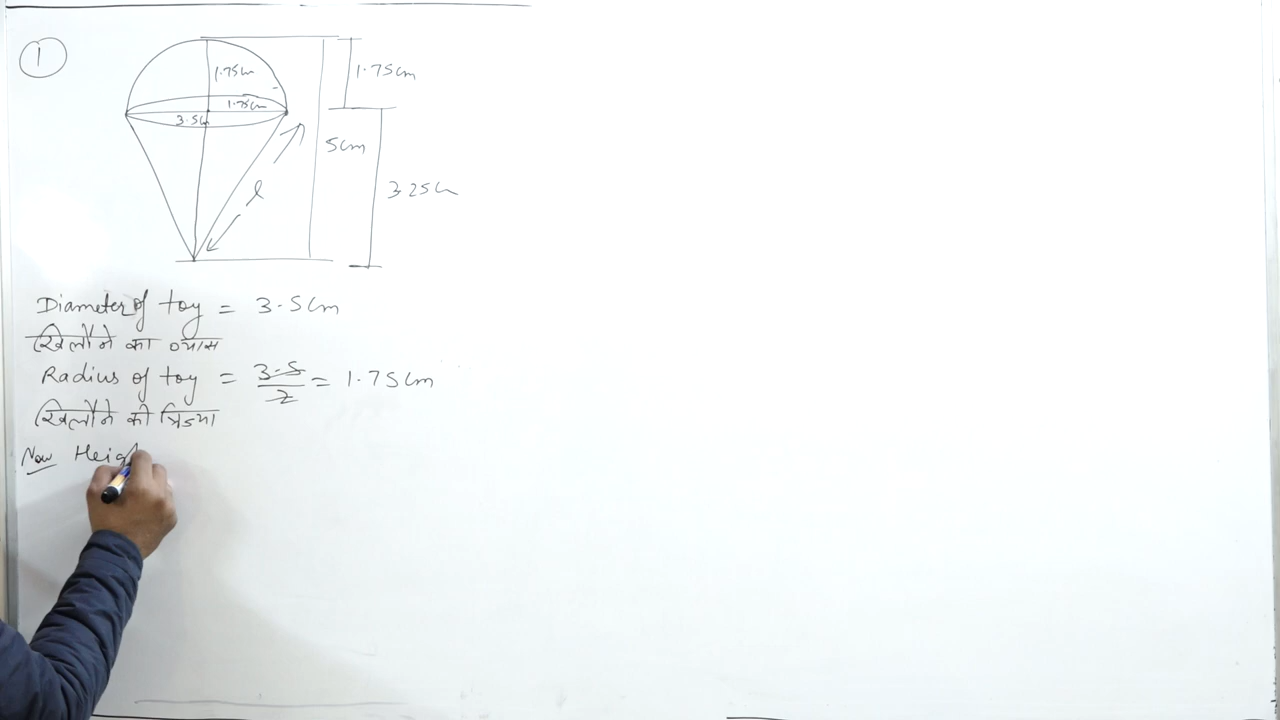 1
1.75cm
1.75cm
1.75cm
3.5cm
5cm
l
3.25cm
Diameter of toy = 3.5cm
खिलौने का व्यास
Radius of toy = 3.5/2 = 1.75cm
खिलौने की त्रिज्या
Now Heig